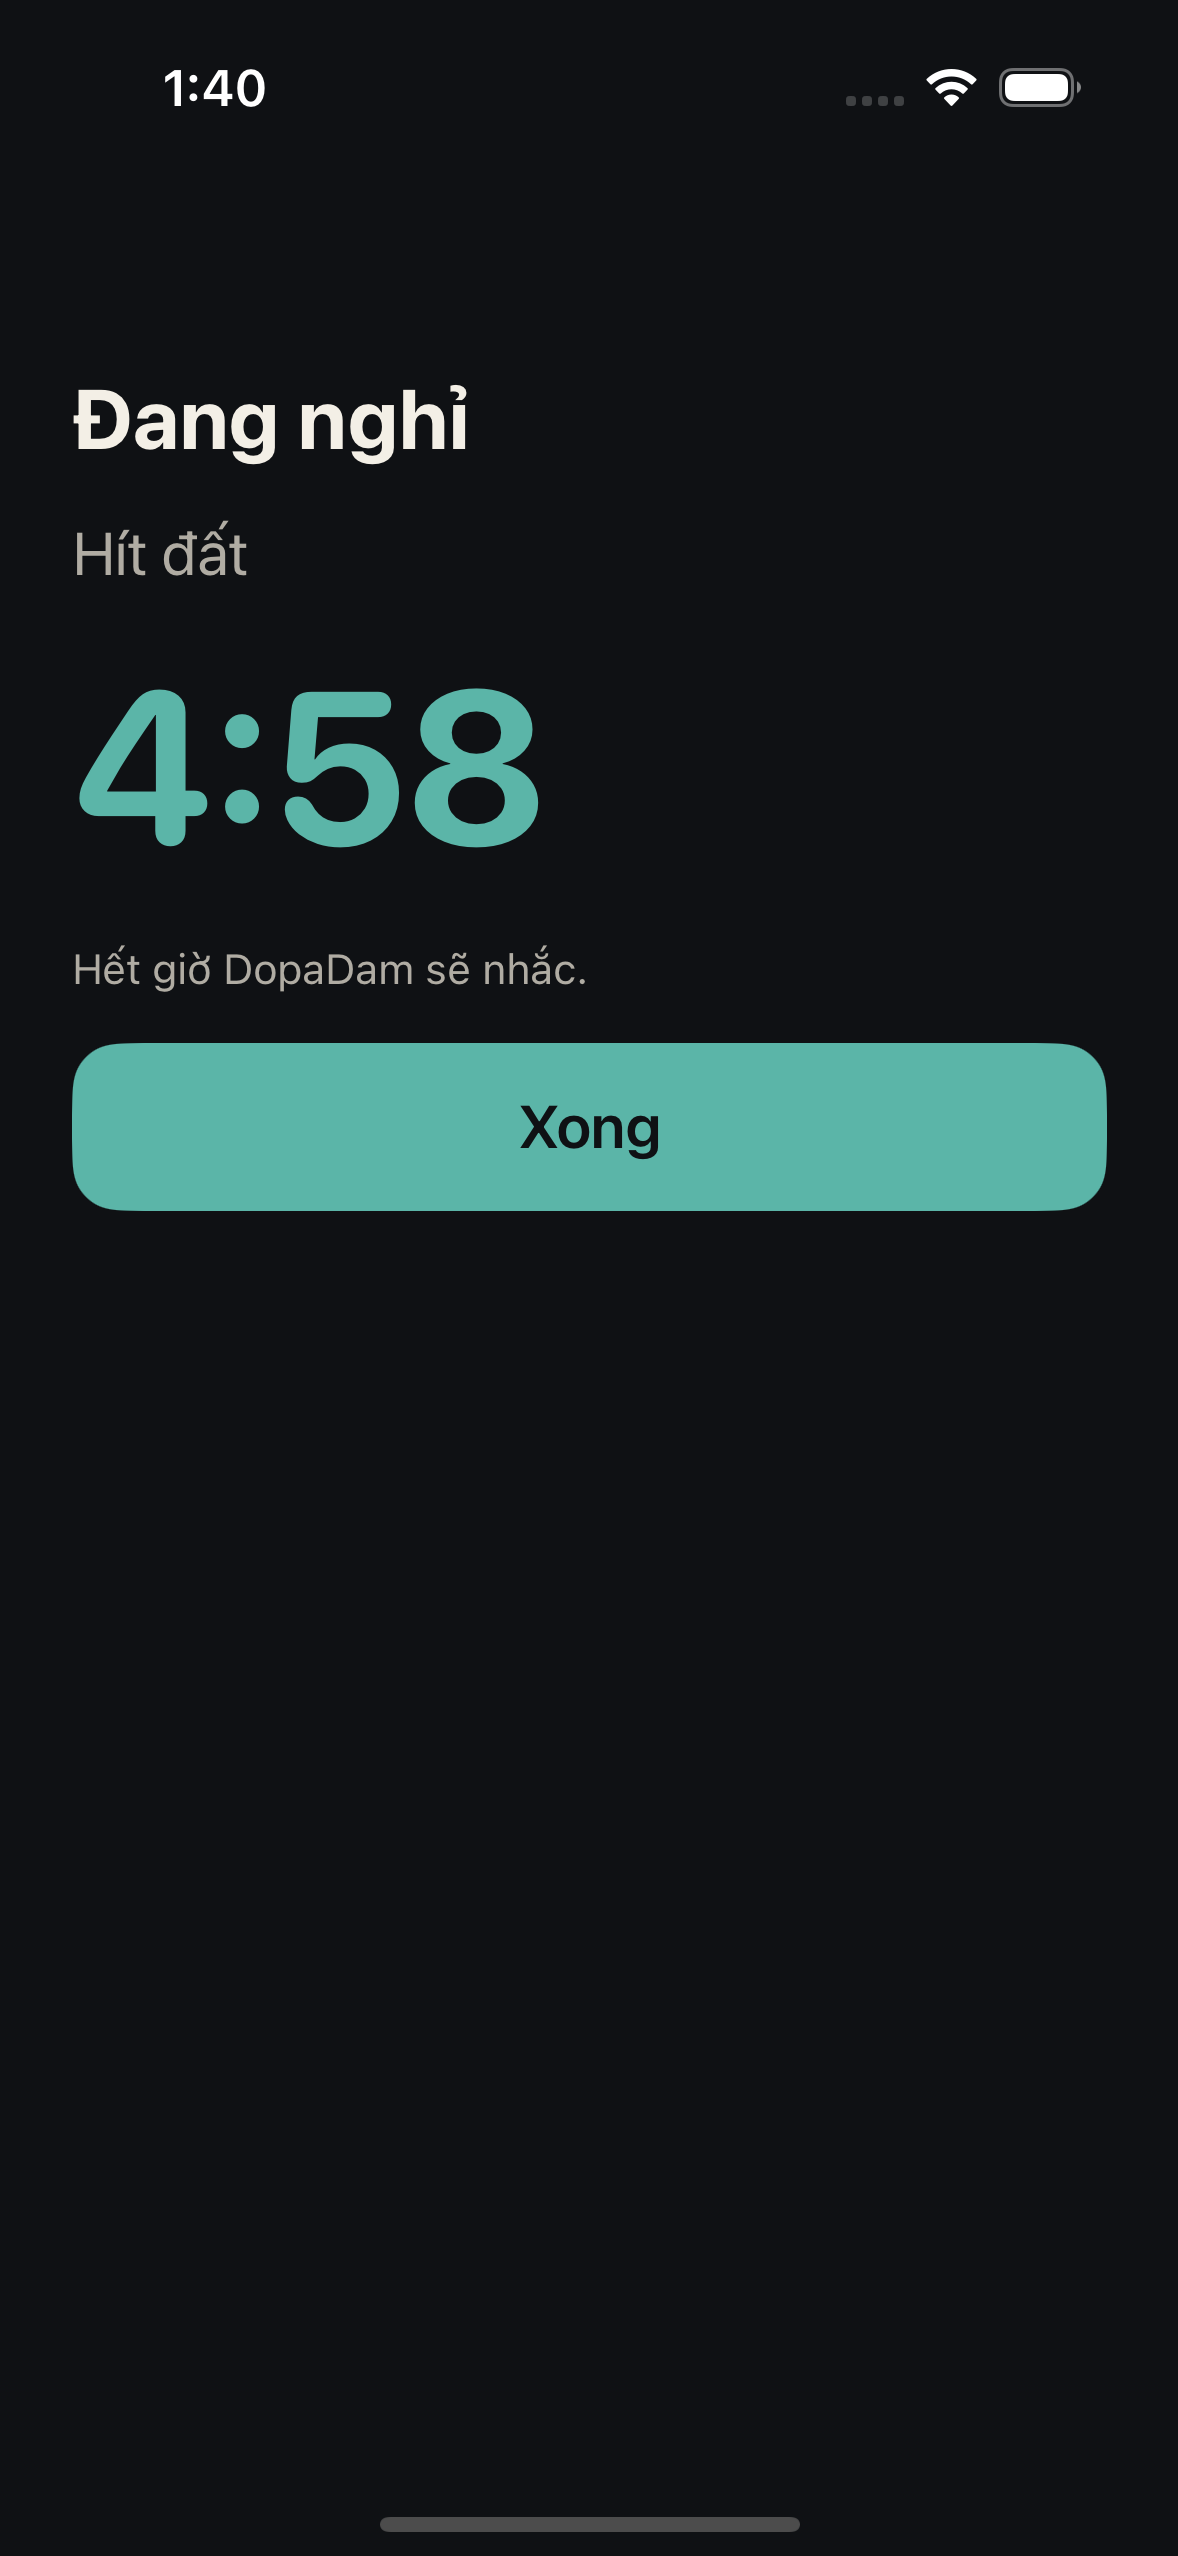 1:40
Đang nghỉ
Hít đất
4:58
Hết giờ DopaDam sẽ nhắc.
Xong